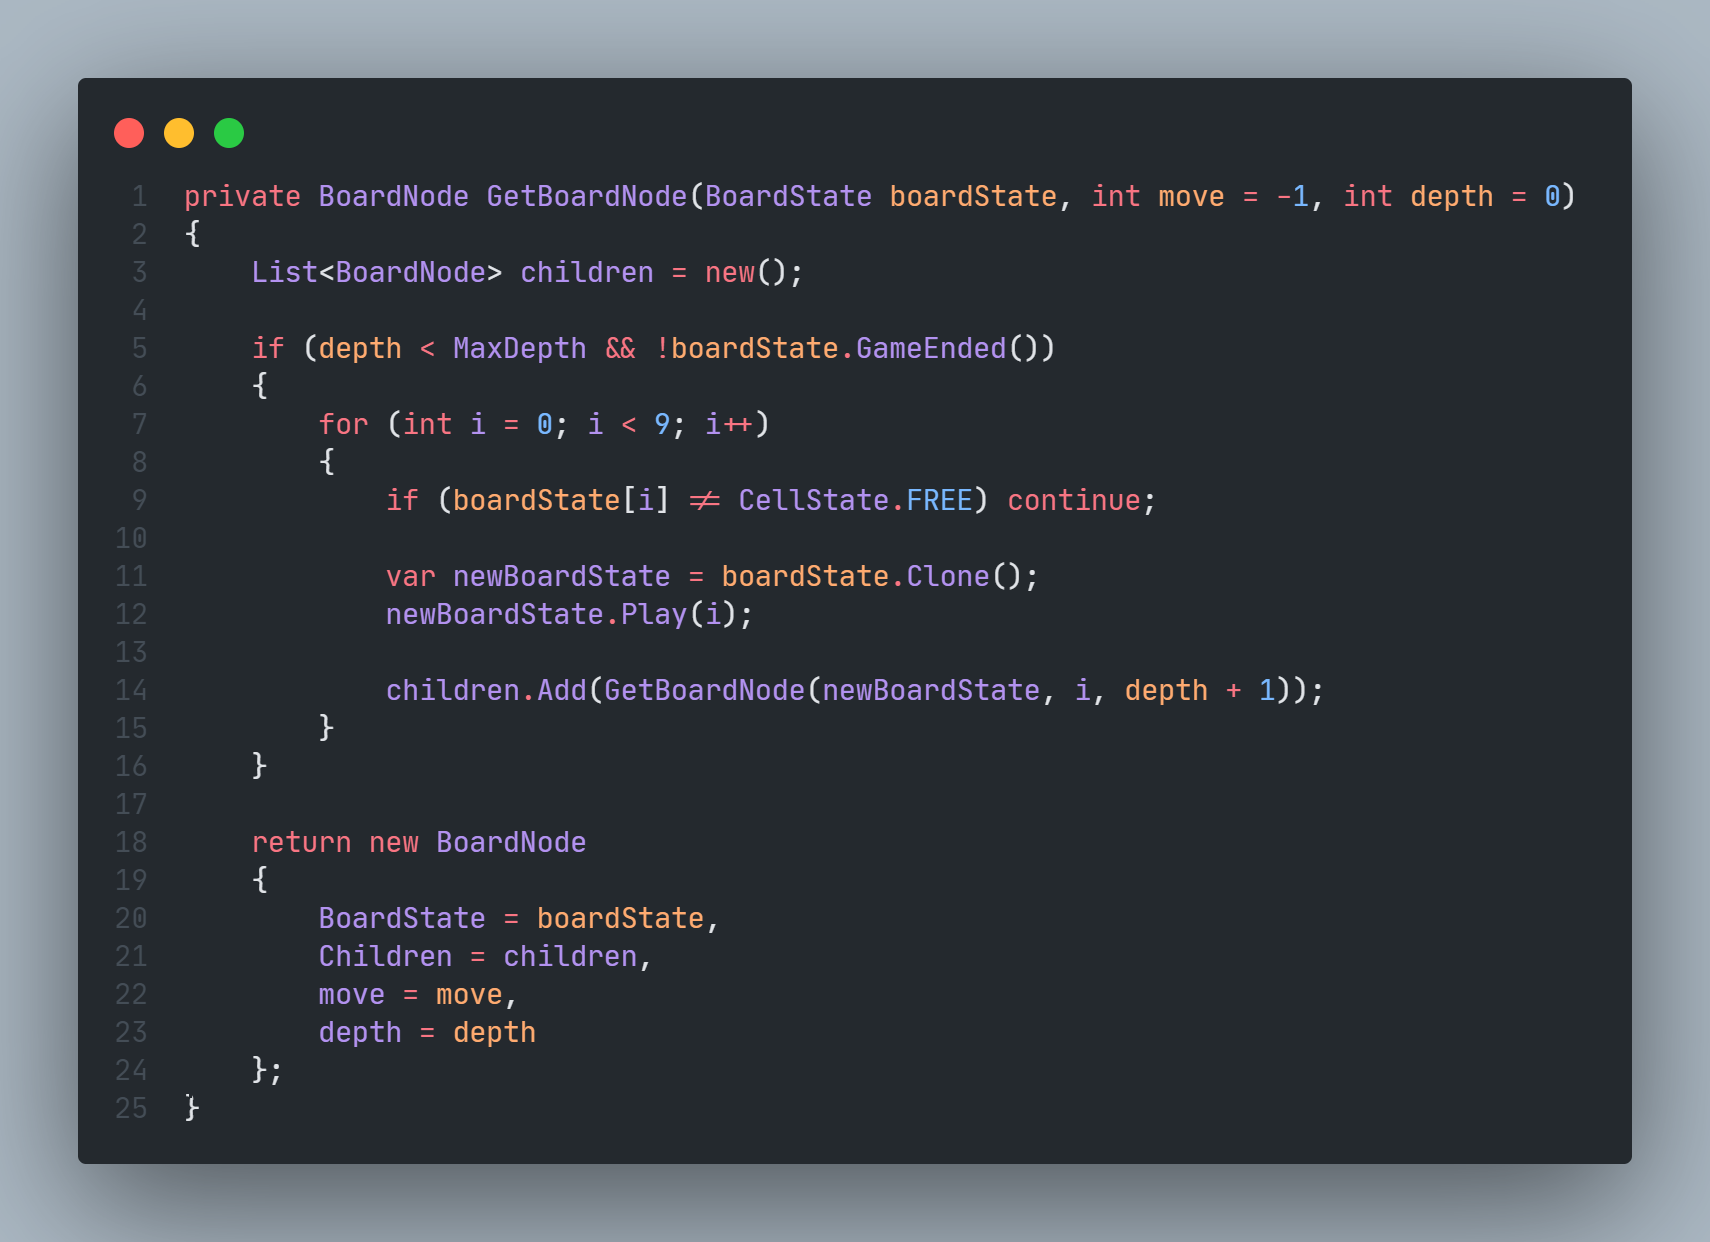 1 private BoardNode GetBoardNode(BoardState boardState, int move = -1, int depth = 0)
2 {
3     List<BoardNode> children = new();
4
5     if (depth < MaxDepth && !boardState.GameEnded())
6     {
7         for (int i = 0; i < 9; i++)
8         {
9             if (boardState[i] != CellState.FREE) continue;
10
11             var newBoardState = boardState.Clone();
12             newBoardState.Play(i);
13
14             children.Add(GetBoardNode(newBoardState, i, depth + 1));
15         }
16     }
17
18     return new BoardNode
19     {
20         BoardState = boardState,
21         Children = children,
22         move = move,
23         depth = depth
24     };
25 }